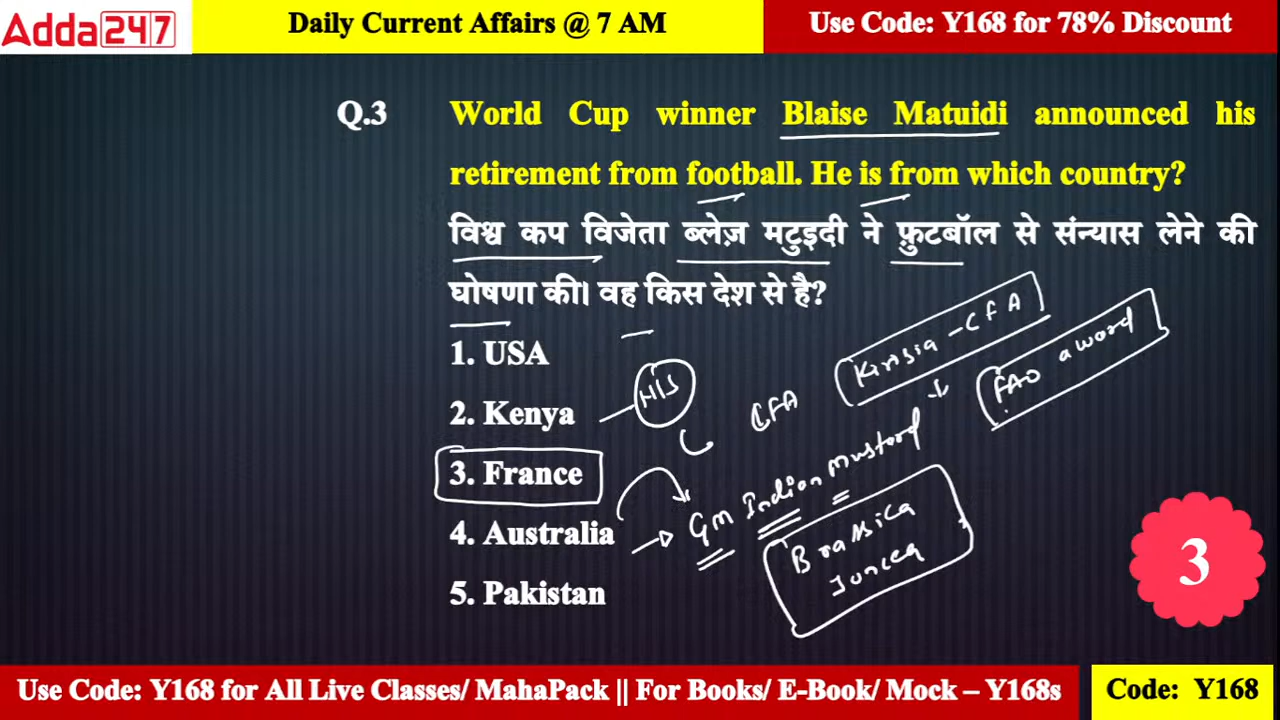 Adda247
Daily Current Affairs @ 7 AM
Use Code: Y168 for 78% Discount
Q.3 World Cup winner Blaise Matuidi announced his
retirement from football. He is from which country?
विश्व कप विजेता ब्लेज़ मटुइदी ने फ़ुटबॉल से संन्यास लेने की
घोषणा की। वह किस देश से है?
1. USA
2. Kenya
3. France
4. Australia
5. Pakistan
CFA
- CFA
FAO award
GM Indian Mustard
Brassica
Juncea
3
Use Code: Y168 for All Live Classes/ MahaPack || For Books/ E-Book/ Mock – Y168s
Code: Y168